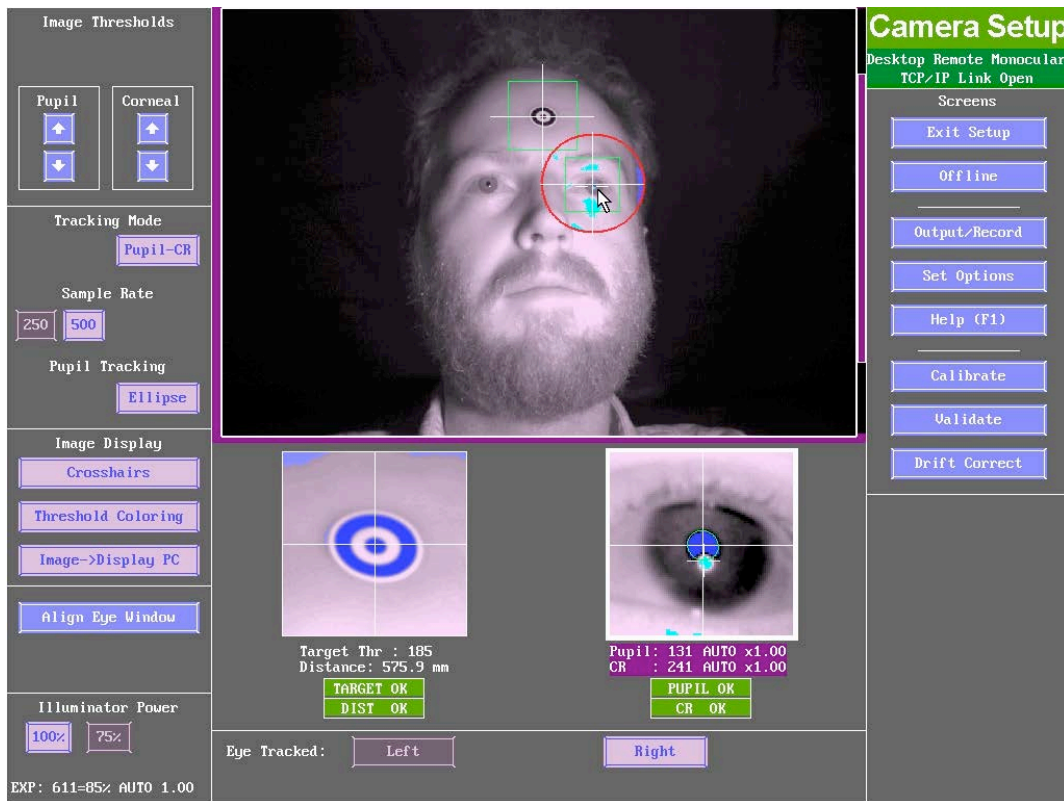 Image Thresholds
Pupil
Corneal
Tracking Mode
Pupil-CR
Sample Rate
250
500
Pupil Tracking
Ellipse
Image Display
Crosshairs
Threshold Coloring
Image->Display PC
Align Eye Window
Illuminator Power
100%
75%
EXP: 611=85% AUTO 1.00
Target Thr : 185
Distance: 575.9 mm
TARGET OK
DIST OK
Pupil: 131 AUTO x1.00
CR : 241 AUTO x1.00
PUPIL OK
CR OK
Eye Tracked:
Left
Right
Camera Setup
Desktop Remote Monocular
TCP/IP Link Open
Screens
Exit Setup
Offline
Output/Record
Set Options
Help (F1)
Calibrate
Validate
Drift Correct